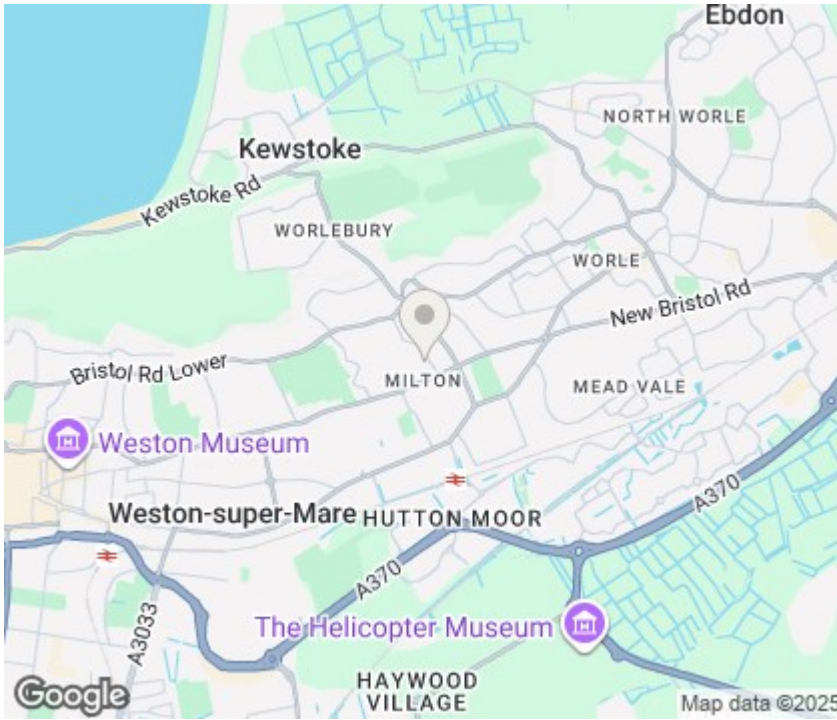 Ebdon
NORTH WORLE
Kewstoke
Kewstoke Rd
WORLEBURY
WORLE
New Bristol Rd
Bristol Rd Lower
MILTON
MEAD VALE
Weston Museum
A370
Weston-super-Mare
HUTTON MOOR
A370
A3033
The Helicopter Museum
HAYWOOD
VILLAGE
Google
Map data ©2025